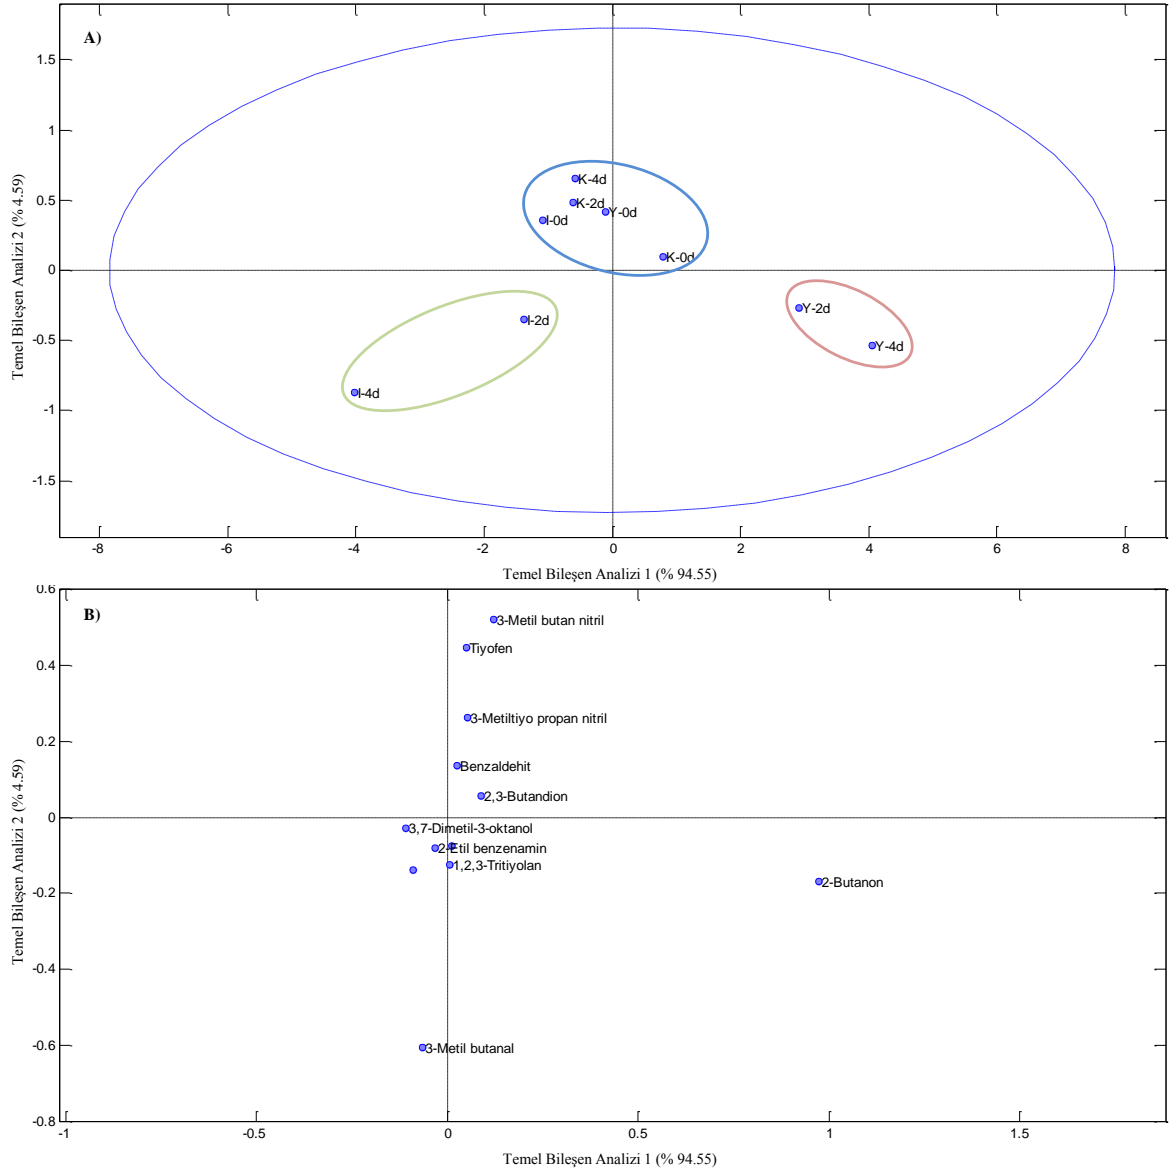 A)
1.5
1
0.5
0
-0.5
-1
-1.5
Temel Bileşen Analizi 2 (% 4.59)
K-4d
K-2d
Y-0d
I-0d
K-0d
I-2d
I-4d
Y-2d
Y-4d
-8
-6
-4
-2
0
2
4
6
8
Temel Bileşen Analizi 1 (% 94.55)
B)
0.6
0.4
0.2
0
-0.2
-0.4
-0.6
-0.8
Temel Bileşen Analizi 2 (% 4.59)
3-Metil butan nitril
Tiyofen
3-Metiltiyo propan nitril
Benzaldehit
2,3-Butandion
3,7-Dimetil-3-oktanol
2-Etil benzenamin
1,2,3-Tritiyolan
2-Butanon
3-Metil butanal
-1
-0.5
0
0.5
1
1.5
Temel Bileşen Analizi 1 (% 94.55)